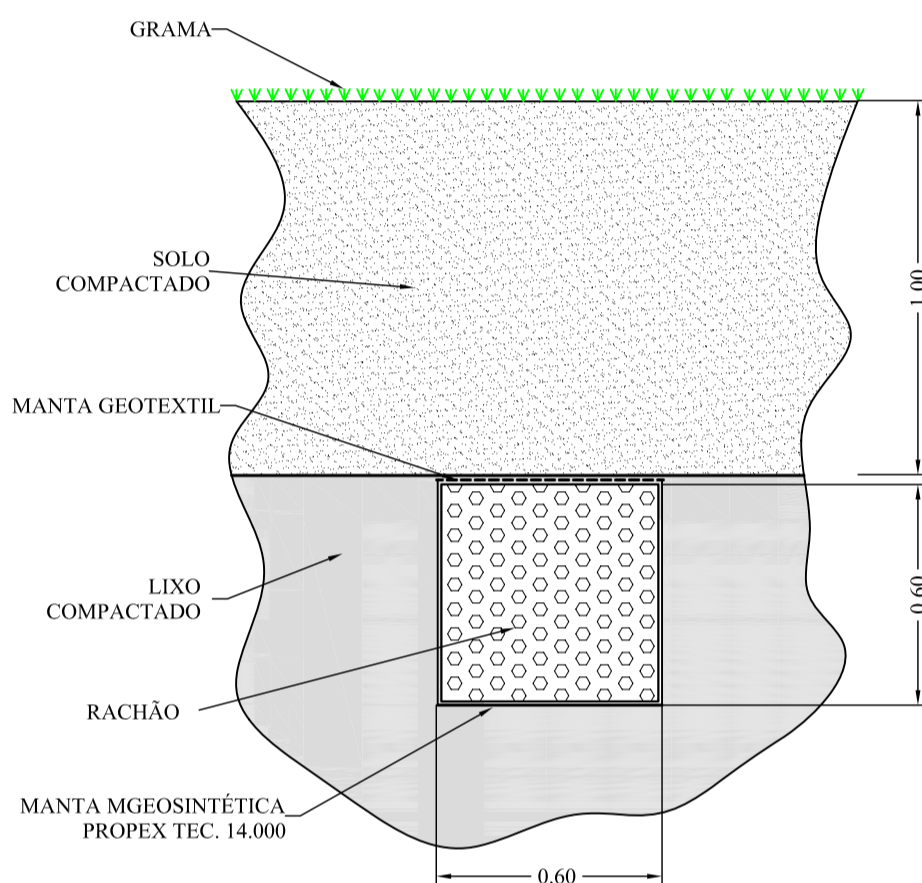 GRAMA
SOLO
COMPACTADO
1.00
MANTA GEOTEXTIL
LIXO
COMPACTADO
0.60
RACHÃO
MANTA MGEOSINTÉTICA
PROPEX TEC. 14.000
0.60